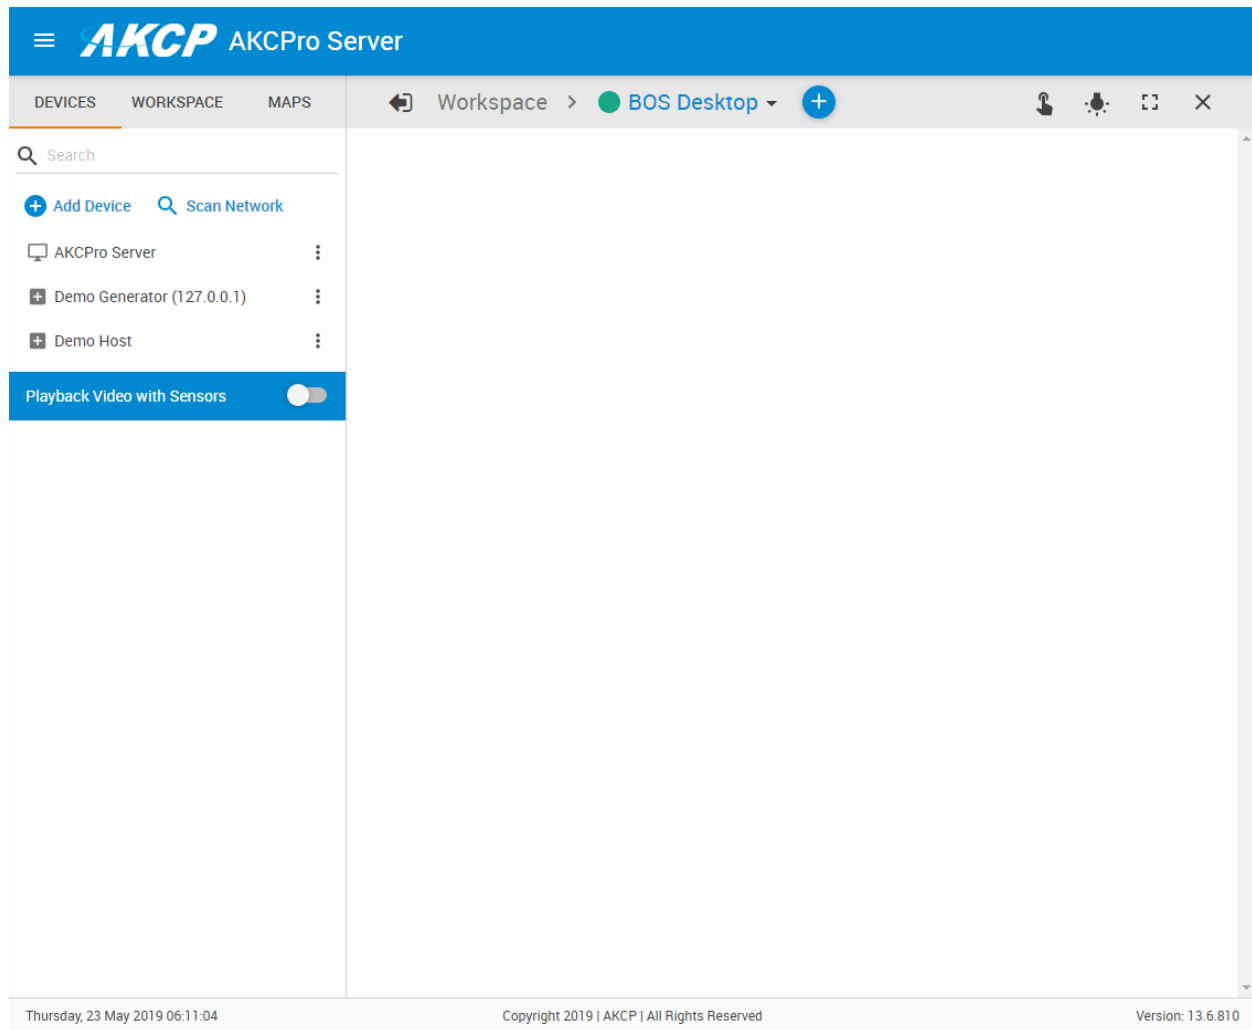 AKCP AKCPro Server
DEVICES WORKSPACE MAPS
Workspace > BOS Desktop
Search
Add Device Scan Network
AKCPro Server
Demo Generator (127.0.0.1)
Demo Host
Playback Video with Sensors
Thursday, 23 May 2019 06:11:04 Copyright 2019 | AKCP | All Rights Reserved Version: 13.6.810